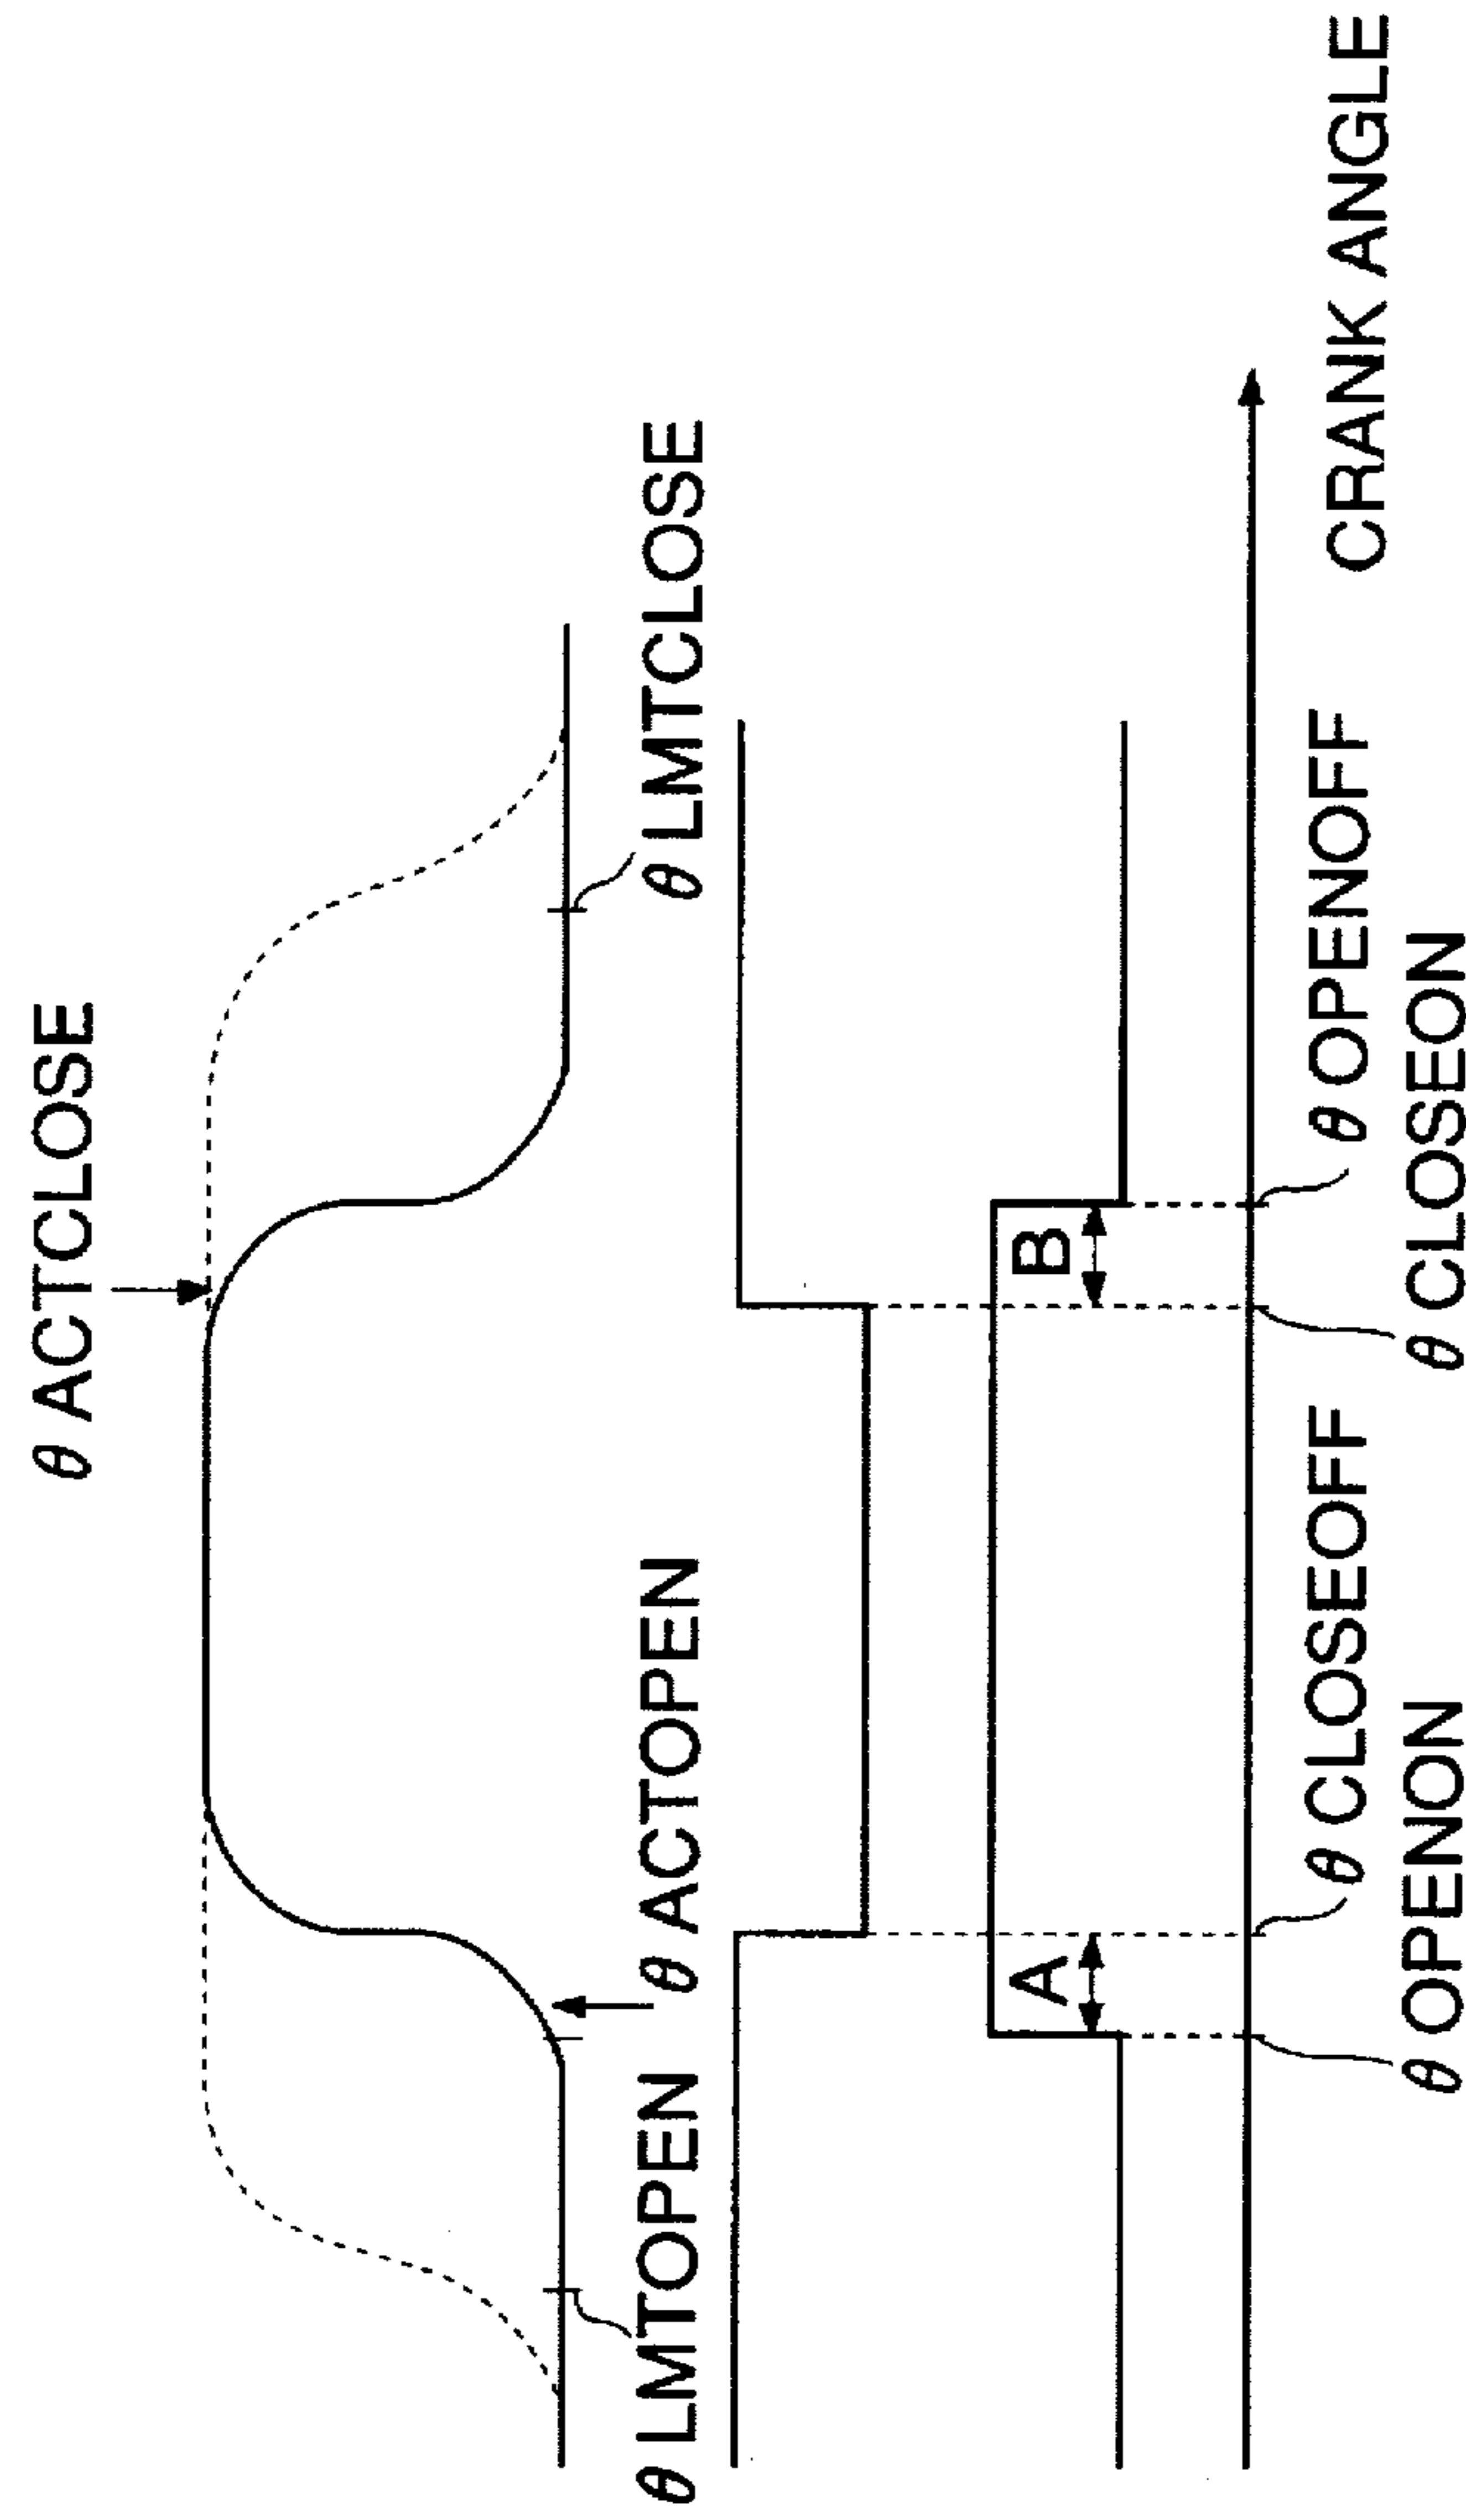 θ ACTCLOSE
θ LMTOPEN
θ ACTOPEN
θ LMTCLOSE
A
B
θ CLOSEOFF
θ OPENOFF
CRANK ANGLE
θ OPENON
θ CLOSEON